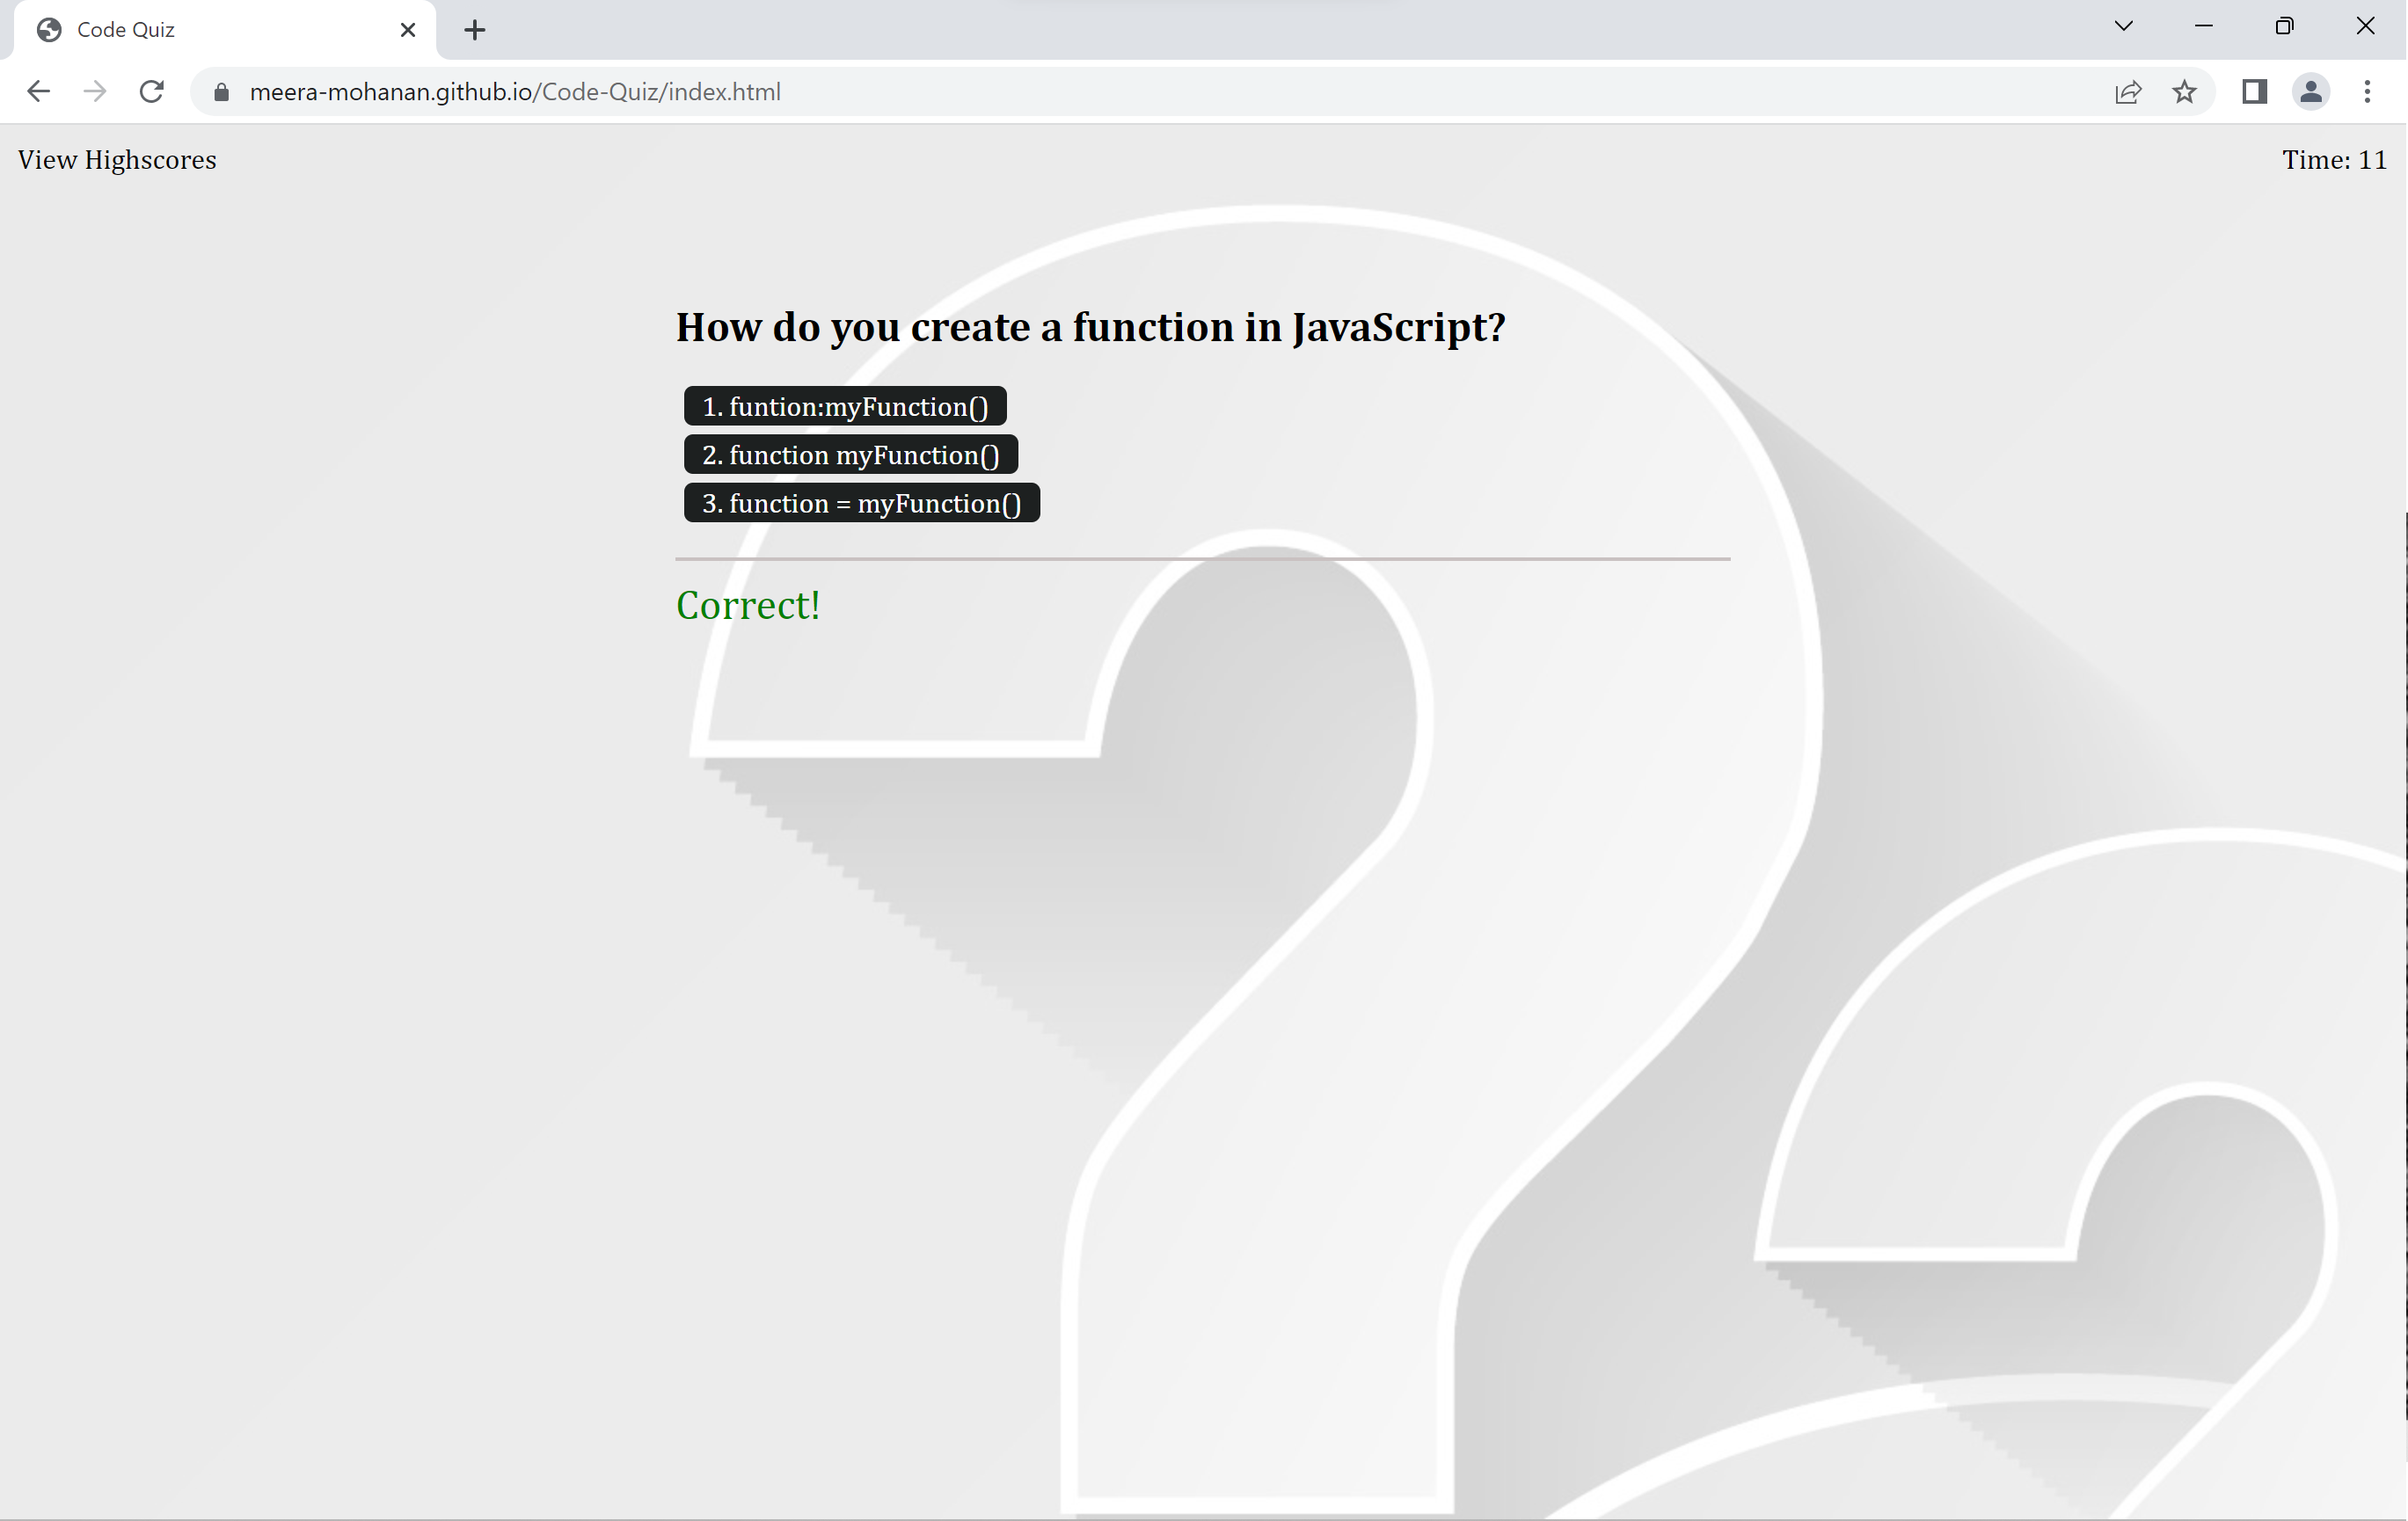 Code Quiz
meera-mohanan.github.io/Code-Quiz/index.html
View Highscores
Time: 11
How do you create a function in JavaScript?
1. funtion:myFunction()
2. function myFunction()
3. function = myFunction()
Correct!